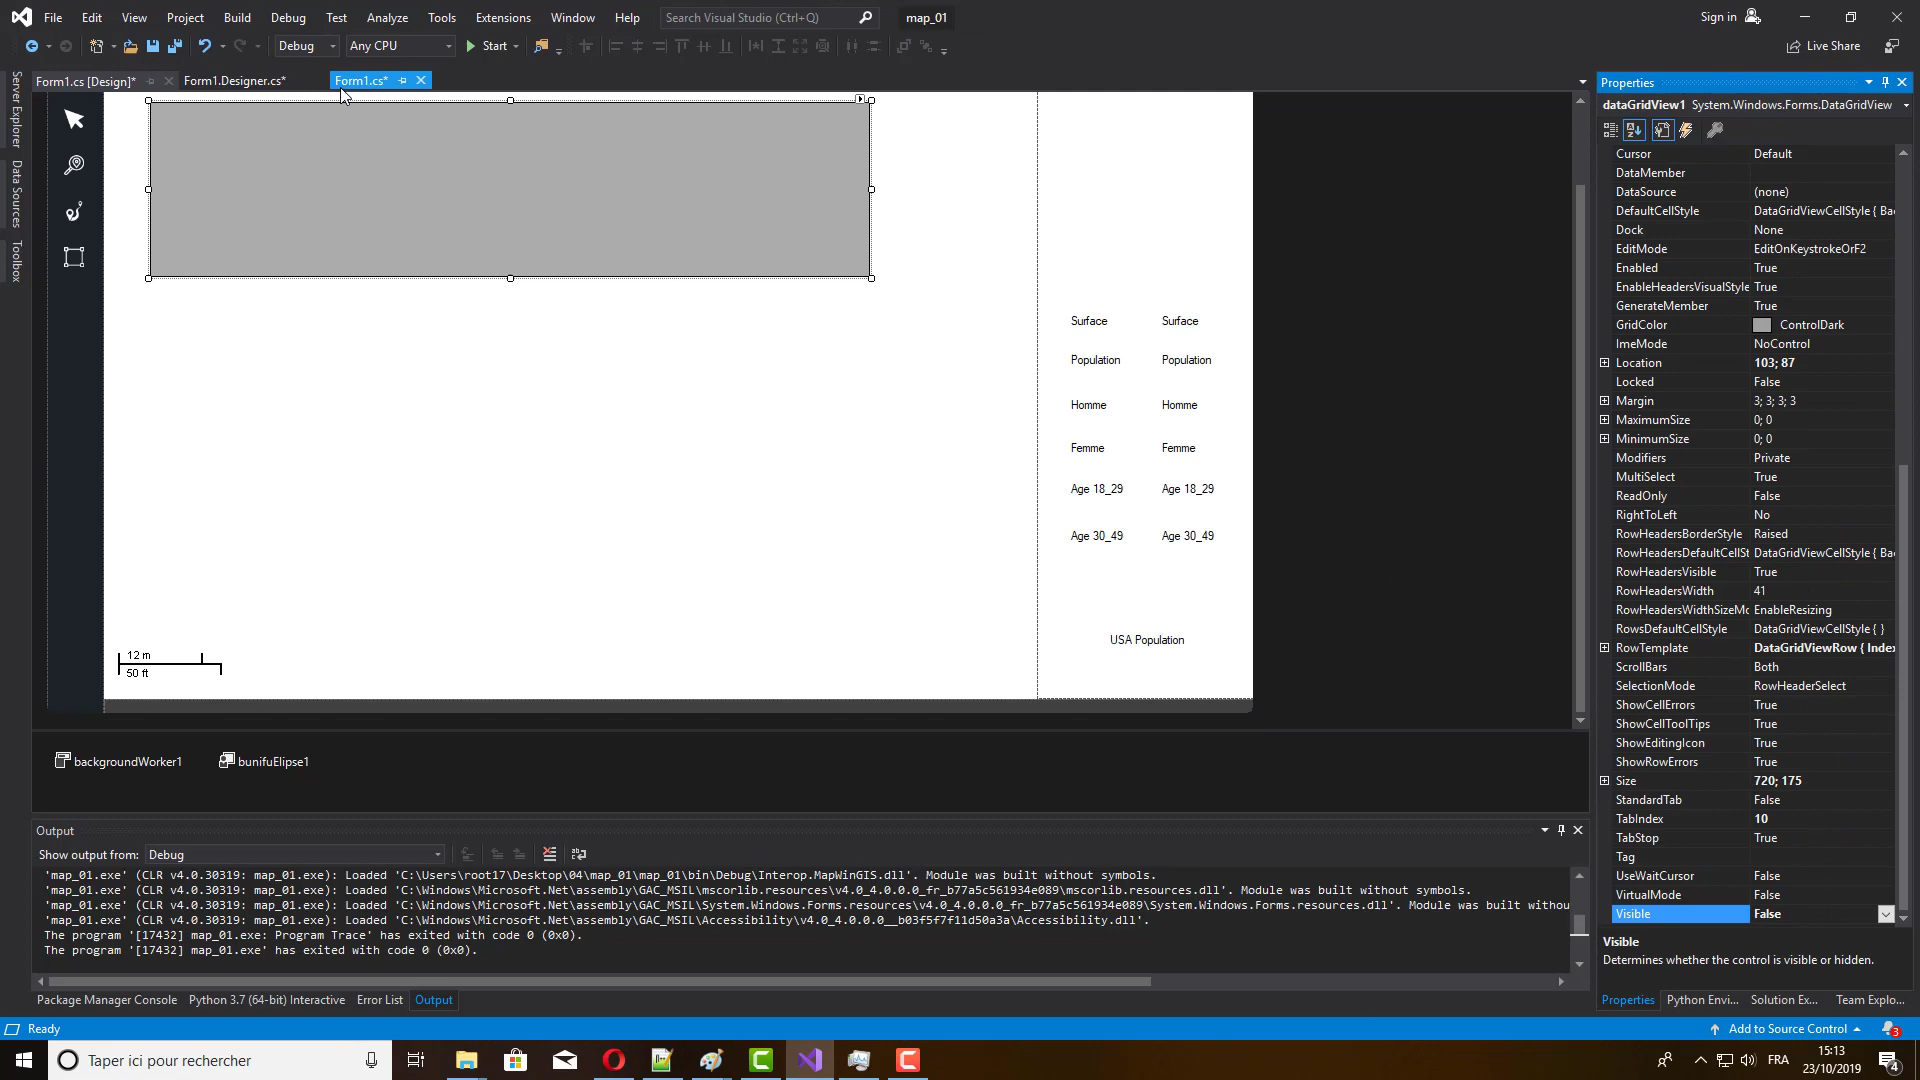 File Edit View Project Build Debug Test Analyze Tools Extensions Window Help Search Visual Studio (Ctrl+Q) map_01 Sign in
Debug Any CPU Start Live Share
Form1.cs [Design]* Form1.Designer.cs* Form1.cs*
Server Explorer
Data Sources
Toolbox
Surface Surface
Population Population
Homme Homme
Femme Femme
Age 18_29 Age 18_29
Age 30_49 Age 30_49
USA Population
12 m
50 ft
backgroundWorker1 bunifuElipse1
Output
Show output from: Debug
'map_01.exe' (CLR v4.0.30319: map_01.exe): Loaded 'C:\Users\root17\Desktop\04\map_01\map_01\bin\Debug\Interop.MapWinGIS.dll'. Module was built without symbols.
'map_01.exe' (CLR v4.0.30319: map_01.exe): Loaded 'C:\Windows\Microsoft.Net\assembly\GAC_MSIL\mscorlib.resources\v4.0_4.0.0.0_fr_b77a5c561934e089\mscorlib.resources.dll'. Module was built without symbols.
'map_01.exe' (CLR v4.0.30319: map_01.exe): Loaded 'C:\Windows\Microsoft.Net\assembly\GAC_MSIL\System.Windows.Forms.resources\v4.0_4.0.0.0_fr_b77a5c561934e089\System.Windows.Forms.resources.dll'. Module was built withou
'map_01.exe' (CLR v4.0.30319: map_01.exe): Loaded 'C:\Windows\Microsoft.Net\assembly\GAC_MSIL\Accessibility\v4.0_4.0.0.0__b03f5f7f11d50a3a\Accessibility.dll'.
The program '[17432] map_01.exe: Program Trace' has exited with code 0 (0x0).
The program '[17432] map_01.exe' has exited with code 0 (0x0).
Package Manager Console Python 3.7 (64-bit) Interactive Error List Output
Properties
dataGridView1 System.Windows.Forms.DataGridView
Cursor Default
DataMember
DataSource (none)
DefaultCellStyle DataGridViewCellStyle { Ba
Dock None
EditMode EditOnKeystrokeOrF2
Enabled True
EnableHeadersVisualStyle True
GenerateMember True
GridColor ControlDark
ImeMode NoControl
Location 103; 87
Locked False
Margin 3; 3; 3; 3
MaximumSize 0; 0
MinimumSize 0; 0
Modifiers Private
MultiSelect True
ReadOnly False
RightToLeft No
RowHeadersBorderStyle Raised
RowHeadersDefaultCellSt DataGridViewCellStyle { Ba
RowHeadersVisible True
RowHeadersWidth 41
RowHeadersWidthSizeMo EnableResizing
RowsDefaultCellStyle DataGridViewCellStyle { }
RowTemplate DataGridViewRow { Index
ScrollBars Both
SelectionMode RowHeaderSelect
ShowCellErrors True
ShowCellToolTips True
ShowEditingIcon True
ShowRowErrors True
Size 720; 175
StandardTab False
TabIndex 10
TabStop True
Tag
UseWaitCursor False
VirtualMode False
Visible False
Visible
Determines whether the control is visible or hidden.
Properties Python Envi... Solution Ex... Team Explo...
Ready Add to Source Control 3
Taper ici pour rechercher FRA 15:13
23/10/2019 4